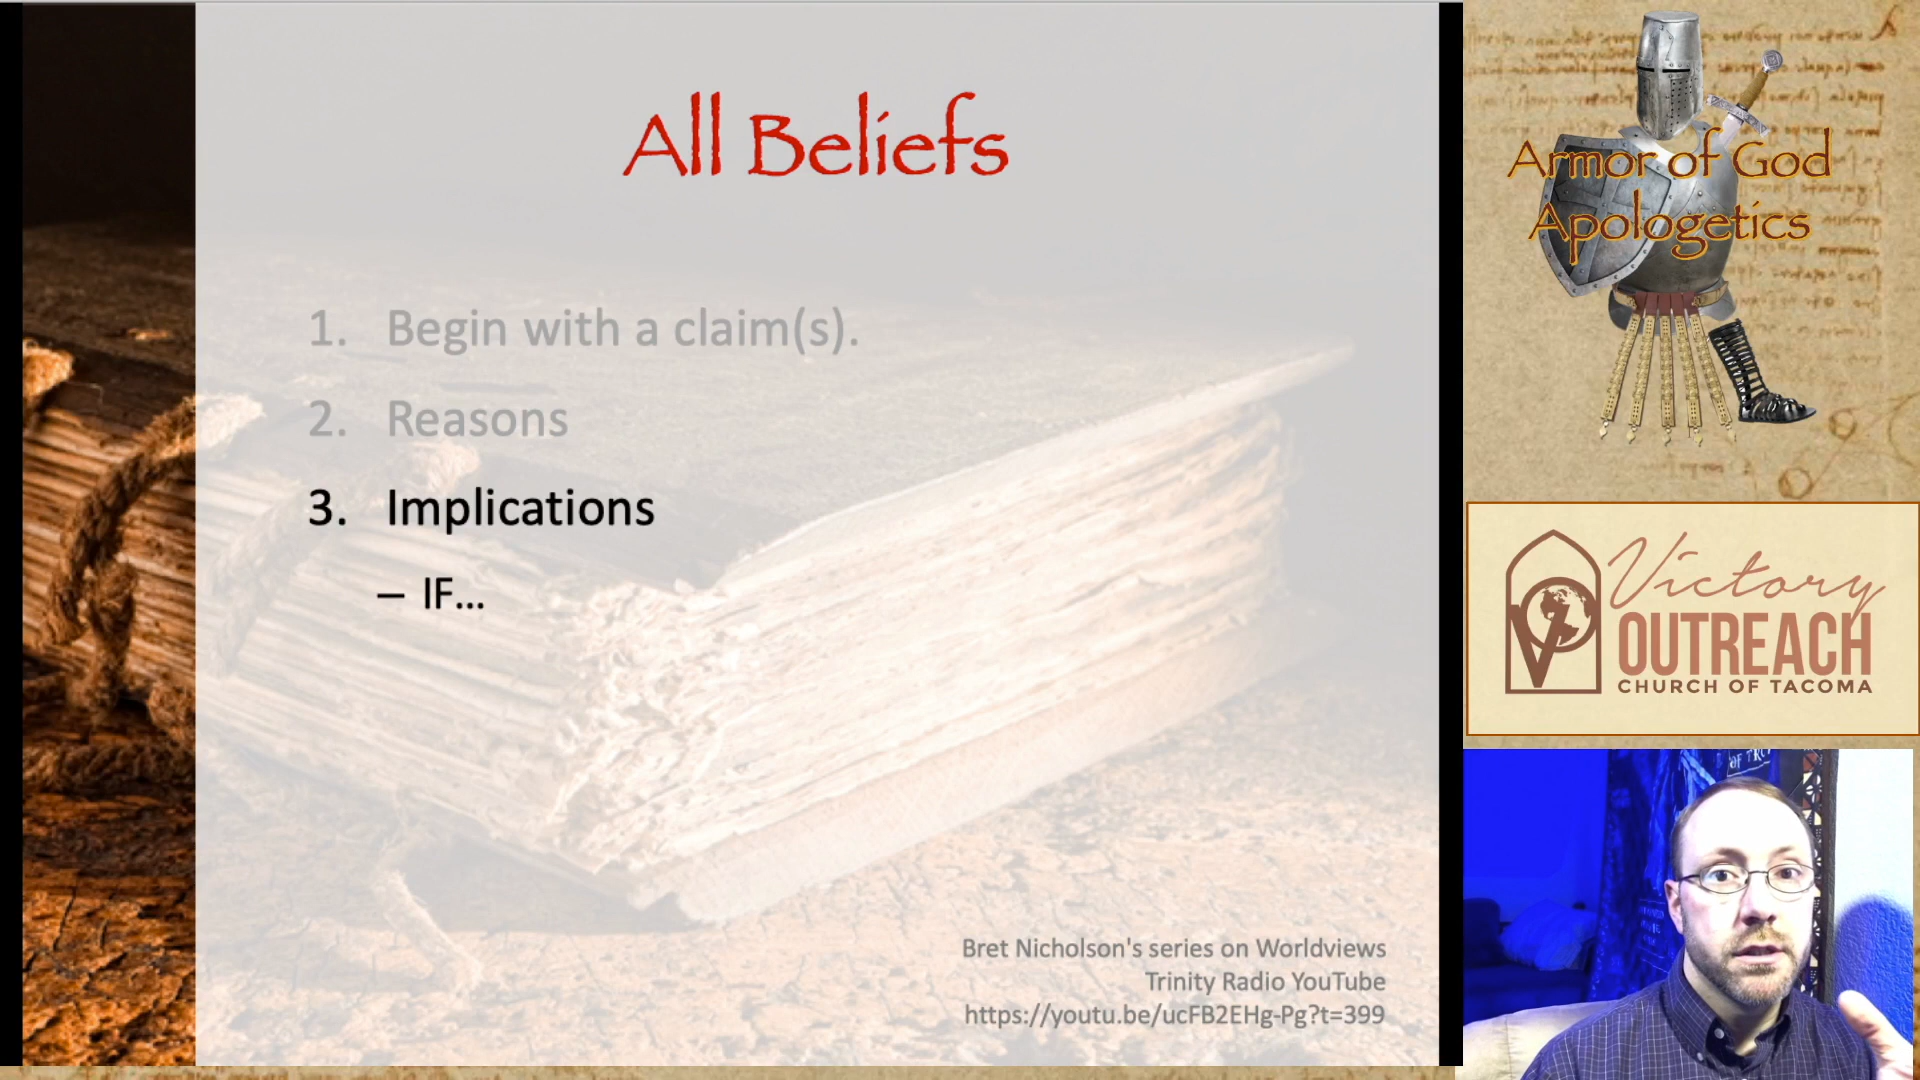 All Beliefs
1. Begin with a claim(s).
2. Reasons
3. Implications
– IF...
Bret Nicholson's series on Worldviews
Trinity Radio YouTube
https://youtu.be/ucFB2EHg-Pg?t=399
Armor of God
Apologetics
Victory
OUTREACH
CHURCH OF TACOMA